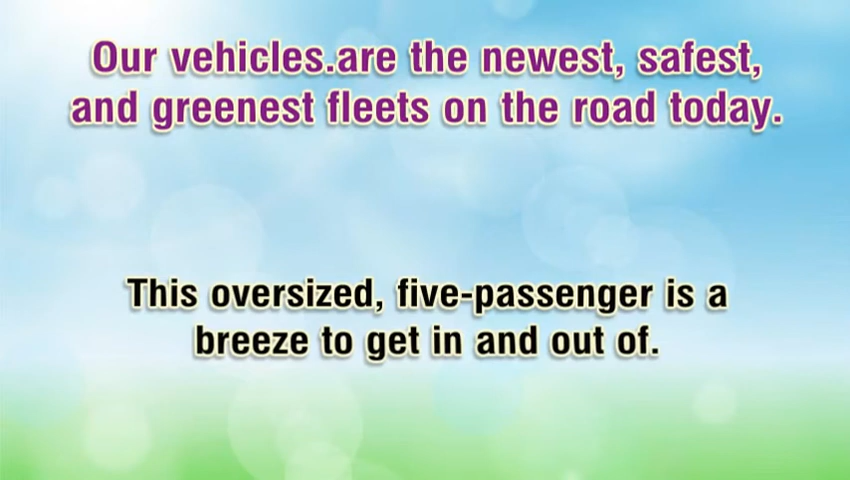 Our vehicles.are the newest, safest,
and greenest fleets on the road today.
This oversized, five-passenger is a
breeze to get in and out of.